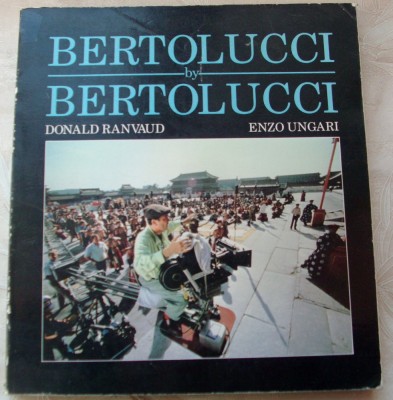 BERTOLUCCI
by
BERTOLUCCI
DONALD RANVAUD ENZO UNGARI